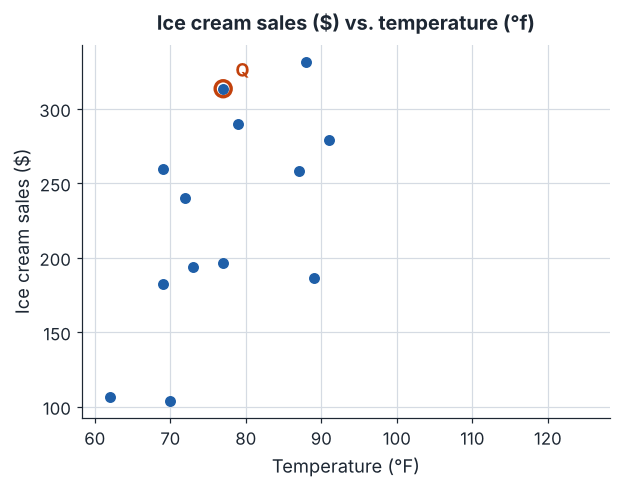 Ice cream sales ($) vs. temperature (°f)
Q
Ice cream sales ($)
300
250
200
150
100
60 70 80 90 100 110 120
Temperature (°F)